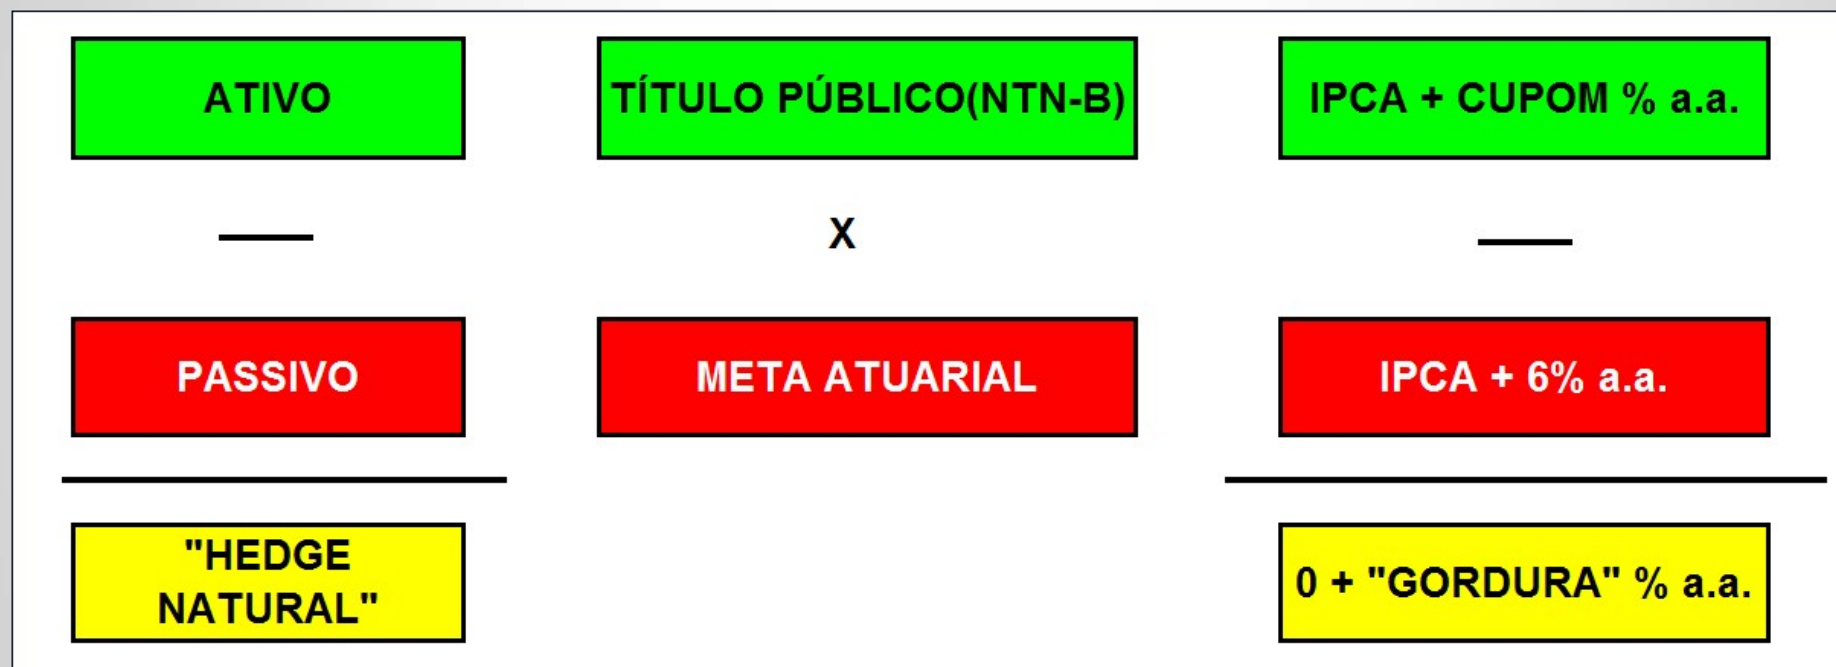 ATIVO
TÍTULO PÚBLICO(NTN-B)
IPCA + CUPOM % a.a.
X
PASSIVO
META ATUARIAL
IPCA + 6% a.a.
"HEDGE
NATURAL"
0 + "GORDURA" % a.a.